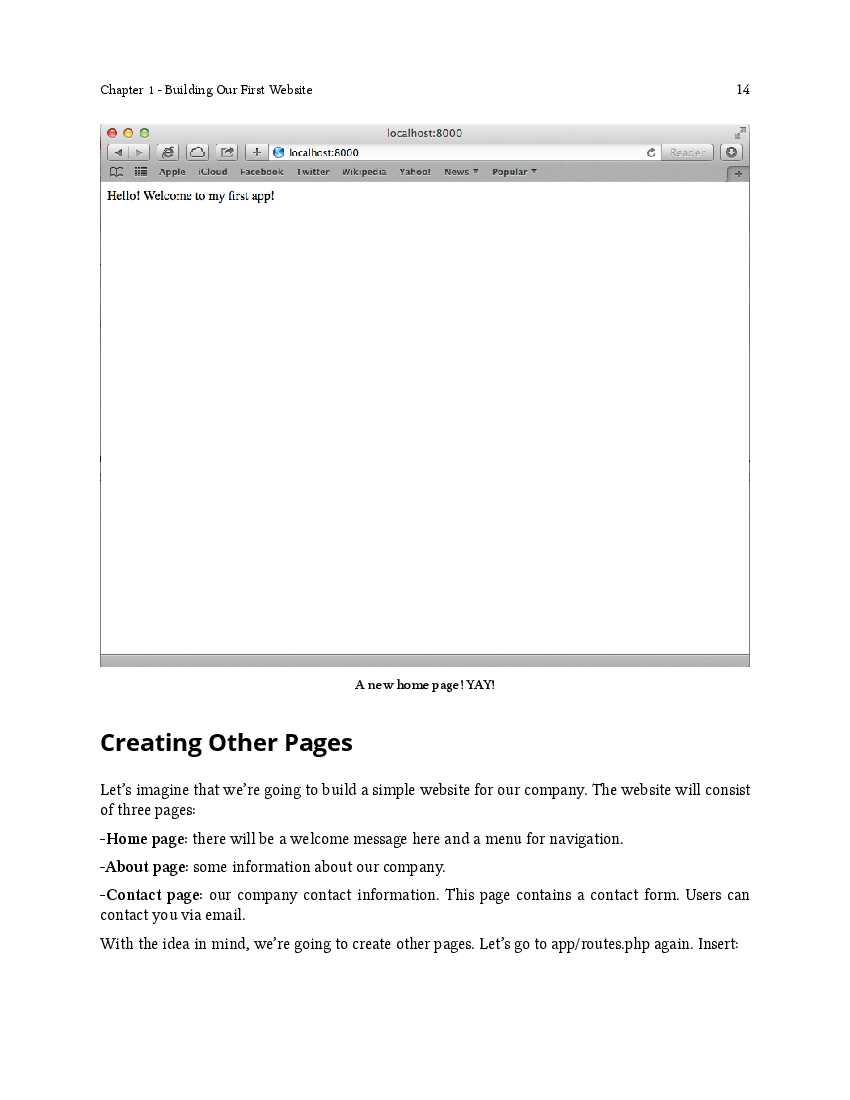 Chapter 1 - Building Our First Website 14
localhost:8000
localhost:8000
Reader
Apple iCloud Facebook Twitter Wikipedia Yahoo! News Popular
Hello! Welcome to my first app!
A new home page! YAY!
Creating Other Pages
Let’s imagine that we’re going to build a simple website for our company. The website will consist
of three pages:
-Home page: there will be a welcome message here and a menu for navigation.
-About page: some information about our company.
-Contact page: our company contact information. This page contains a contact form. Users can
contact you via email.
With the idea in mind, we’re going to create other pages. Let’s go to app/routes.php again. Insert: